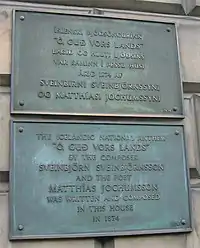 ÍSLENSKI ÞJÓÐSÖNGURINN
"Ó, GUÐ VORS LANDS"
VAR SAMINN Í ÞESSU HÚSI
ÁRIÐ 1874 AF
SVEINBIRNI SVEINBJÖRNSSYNI
OG MATTHÍASI JOCHUMSSYNI
THE ICELANDIC NATIONAL ANTHEM
"Ó, GUÐ VORS LANDS"
BY THE COMPOSER
SVEINBJÖRN SVEINBJÖRNSSON
AND THE POET
MATTHÍAS JOCHUMSSON
WAS WRITTEN AND COMPOSED
IN THIS HOUSE
IN 1874